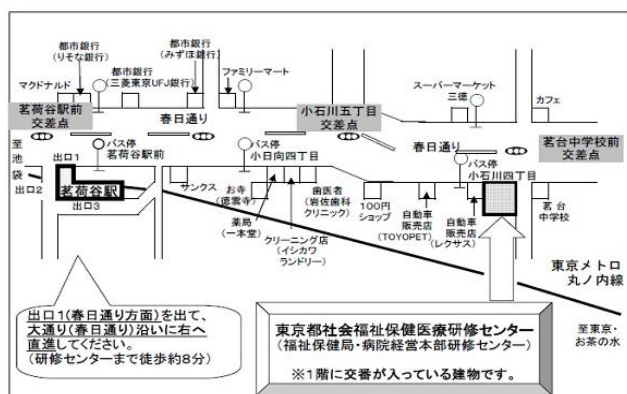 都市銀行
(りそな銀行)
都市銀行
(みずほ銀行)
マクドナルド
都市銀行
(三菱東京UFJ銀行)
ファミリーマート
スーパーマーケット
三徳
カフェ
茗荷谷駅前
交差点
春日通り
小石川五丁目
交差点
春日通り
茗台中学校前
交差点
至
池
袋
出口1
バス停
茗荷谷駅前
バス停
小日向四丁目
バス停
小石川四丁目
出口2
茗荷谷駅
出口3
サンクス
お寺
(徳雲寺)
薬局
(一本堂)
クリーニング店
(イシカワ
ランドリー)
歯医者
(岩佐歯科
クリニック)
100円
ショップ
自動車
販売店
(TOYOPET)
自動車
販売店
(レクサス)
茗台
中学校
東京メトロ
丸ノ内線
出口1(春日通り方面)を出て、
大通り(春日通り)沿いに右へ
直進してください。
(研修センターまで徒歩約8分)
東京都社会福祉保健医療研修センター
(福祉保健局・病院経営本部研修センター)
※1階に交番が入っている建物です。
至東京・
お茶の水